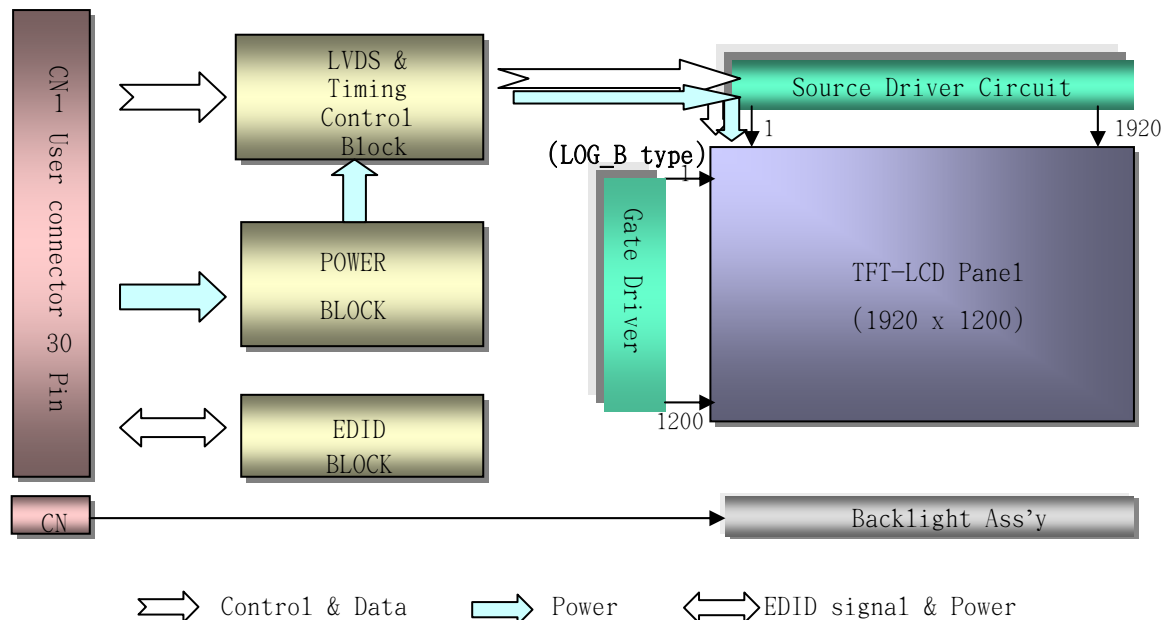 CN1 User connector 30 Pin
LVDS &
Timing
Control
Block
Source Driver Circuit
1
1920
(LOG_B type)
1
Gate Driver
1200
POWER
BLOCK
TFT-LCD Panel
(1920 x 1200)
EDID
BLOCK
CN
Backlight Ass'y
Control & Data
Power
EDID signal & Power